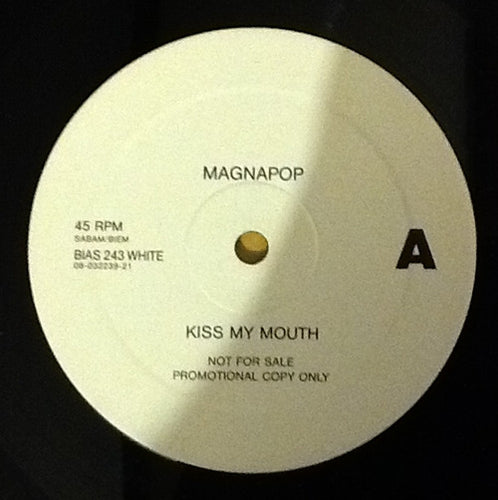 MAGNAPOP
45 RPM
SABAM/BIEM
BIAS 243 WHITE
08-032239-21
A
KISS MY MOUTH
NOT FOR SALE
PROMOTIONAL COPY ONLY